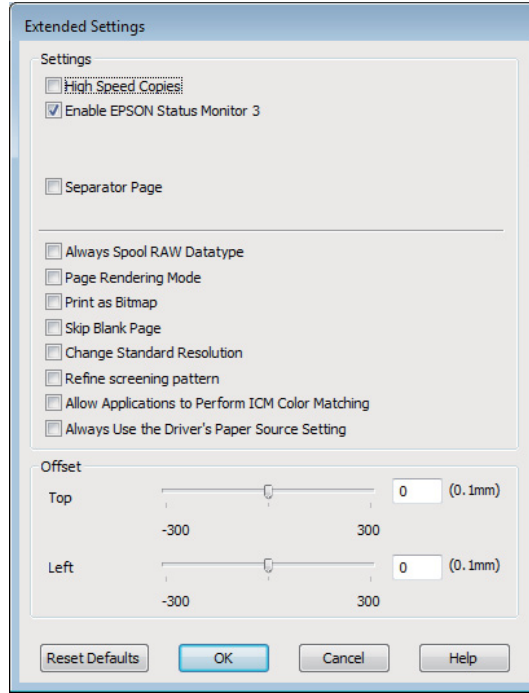 Extended Settings
Settings
High Speed Copies
Enable EPSON Status Monitor 3
Separator Page
Always Spool RAW Datatype
Page Rendering Mode
Print as Bitmap
Skip Blank Page
Change Standard Resolution
Refine screening pattern
Allow Applications to Perform ICM Color Matching
Always Use the Driver's Paper Source Setting
Offset
Top 0 (0.1mm)
-300 300
Left 0 (0.1mm)
-300 300
Reset Defaults OK Cancel Help